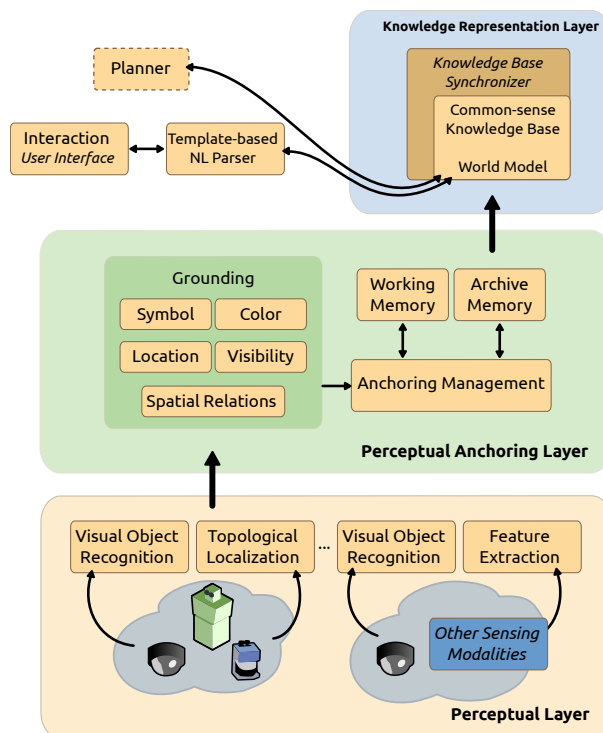 Knowledge Representation Layer
Knowledge Base
Synchronizer
Common-sense
Knowledge Base
World Model
Planner
Interaction
User Interface
Template-based
NL Parser
Grounding
Symbol
Color
Location
Visibility
Spatial Relations
Working
Memory
Archive
Memory
Anchoring Management
Perceptual Anchoring Layer
Visual Object
Recognition
Topological
Localization
...
Visual Object
Recognition
Feature
Extraction
Other Sensing
Modalities
Perceptual Layer